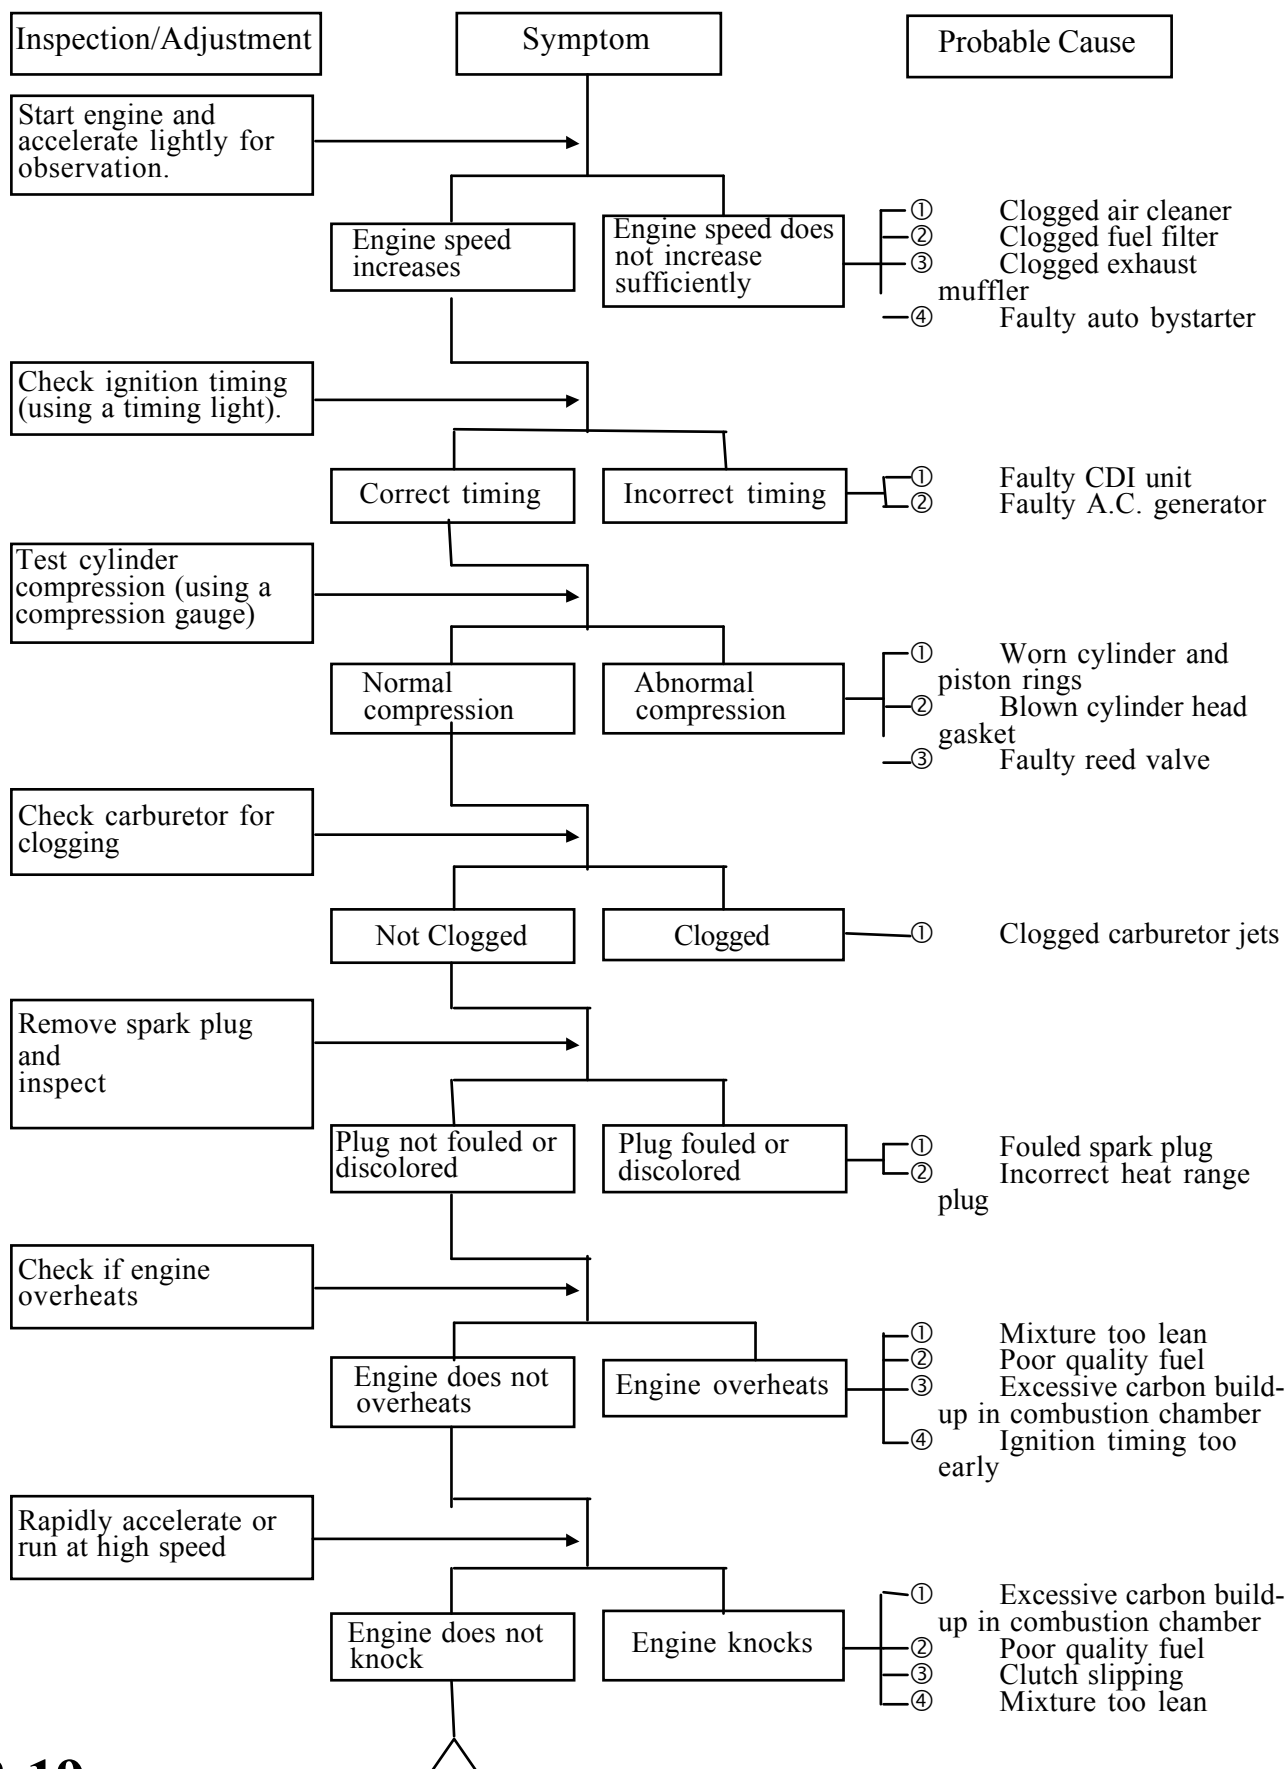 Inspection/Adjustment
Symptom
Probable Cause
Start engine and
accelerate lightly for
observation.
Engine speed
increases
Engine speed does
not increase
sufficiently
① Clogged air cleaner
② Clogged fuel filter
③ Clogged exhaust
muffler
④ Faulty auto bystarter
Check ignition timing
(using a timing light).
Correct timing
Incorrect timing
① Faulty CDI unit
② Faulty A.C. generator
Test cylinder
compression (using a
compression gauge)
Normal
compression
Abnormal
compression
① Worn cylinder and
piston rings
② Blown cylinder head
gasket
③ Faulty reed valve
Check carburetor for
clogging
Not Clogged
Clogged
① Clogged carburetor jets
Remove spark plug
and
inspect
Plug not fouled or
discolored
Plug fouled or
discolored
① Fouled spark plug
② Incorrect heat range
plug
Check if engine
overheats
Engine does not
overheats
Engine overheats
① Mixture too lean
② Poor quality fuel
③ Excessive carbon build-
up in combustion chamber
④ Ignition timing too
early
Rapidly accelerate or
run at high speed
Engine does not
knock
Engine knocks
① Excessive carbon build-
up in combustion chamber
② Poor quality fuel
③ Clutch slipping
④ Mixture too lean